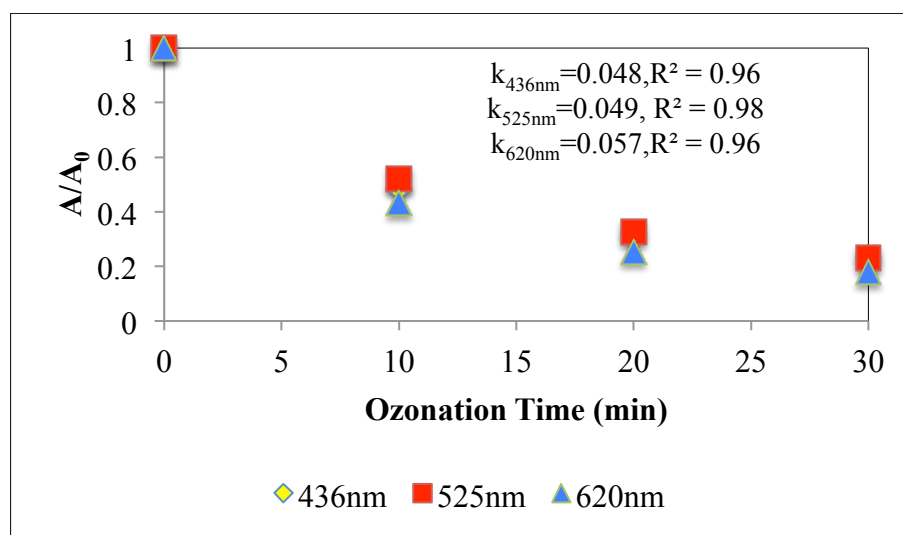 k436nm=0.048,R² = 0.96
k525nm=0.049, R² = 0.98
k620nm=0.057,R² = 0.96
A/A0
1
0.8
0.6
0.4
0.2
0
0 5 10 15 20 25 30
Ozonation Time (min)
436nm 525nm 620nm